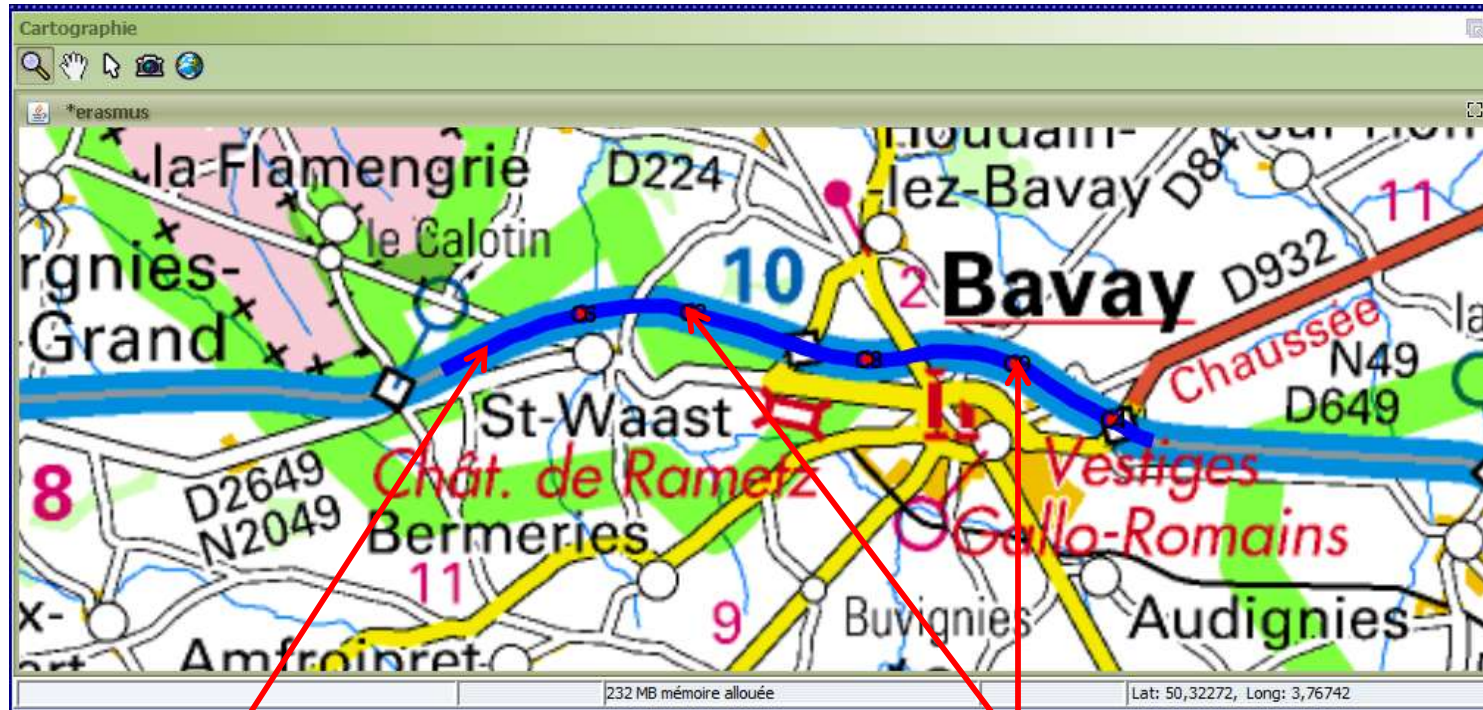 Cartographie
*erasmus
la Flamengrie
D224
Houdain-
-lez-Bavay
D84
11
le Calotin
rgnies-
Grand
10
2
Bavay
D932
Chaussée
la
N49
D649
St-Waast
Chât. de Rametz
Vestiges
Gallo-Romains
8
D2649
N2049
Bermeries
11
9
Buvignies
Audignies
x-
Amfroipret
232 MB mémoire allouée
Lat: 50,32272, Long: 3,76742